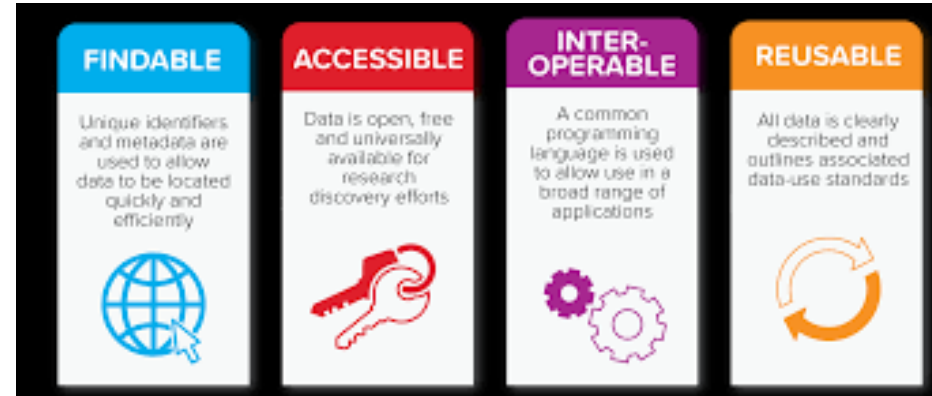 FINDABLE
Unique identifiers
and metadata are
used to allow
data to be located
quickly and
efficiently
ACCESSIBLE
Data is open, free
and universally
available for
research
discovery efforts
INTER-
OPERABLE
A common
programming
language is used
to allow use in a
broad range of
applications
REUSABLE
All data is clearly
described and
outlines associated
data-use standards